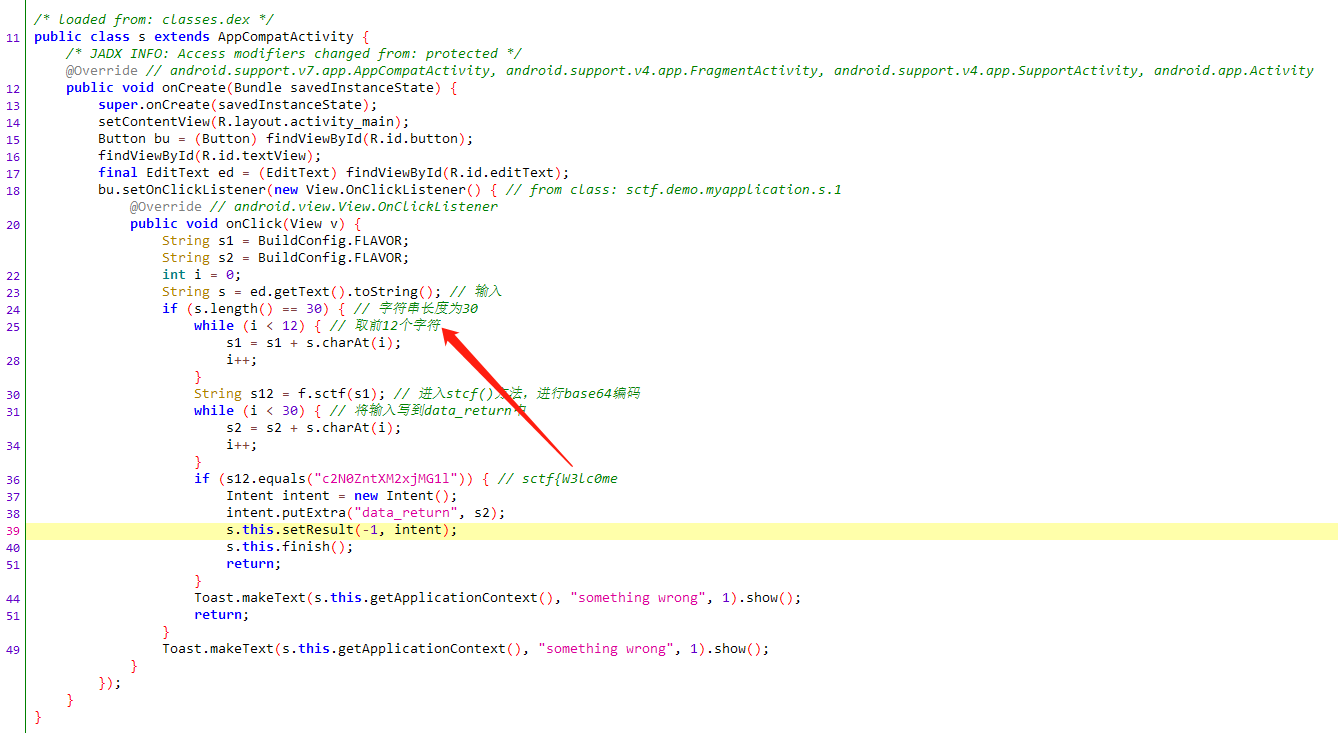 /* loaded from: classes.dex */
11 public class s extends AppCompatActivity {
/* JADX INFO: Access modifiers changed from: protected */
@Override // android.support.v7.app.AppCompatActivity, android.support.v4.app.FragmentActivity, android.support.v4.app.SupportActivity, android.app.Activity
12 public void onCreate(Bundle savedInstanceState) {
13 super.onCreate(savedInstanceState);
14 setContentView(R.layout.activity_main);
15 Button bu = (Button) findViewById(R.id.button);
16 findViewById(R.id.textView);
17 final EditText ed = (EditText) findViewById(R.id.editText);
18 bu.setOnClickListener(new View.OnClickListener() { // from class: sctf.demo.myapplication.s.1
@Override // android.view.View.OnClickListener
20 public void onClick(View v) {
String s1 = BuildConfig.FLAVOR;
String s2 = BuildConfig.FLAVOR;
22 int i = 0;
23 String s = ed.getText().toString(); // 输入
24 if (s.length() == 30) { // 字符串长度为30
25 while (i < 12) { // 取前12个字符
s1 = s1 + s.charAt(i);
28 i++;
}
30 String s12 = f.sctf(s1); // 进入stcf()方法，进行base64编码
31 while (i < 30) { // 将输入写到data_return中
s2 = s2 + s.charAt(i);
34 i++;
}
36 if (s12.equals("c2N0ZntXM2xjMG1l")) { // sctf{W3lc0me
37 Intent intent = new Intent();
38 intent.putExtra("data_return", s2);
39 s.this.setResult(-1, intent);
40 s.this.finish();
51 return;
}
44 Toast.makeText(s.this.getApplicationContext(), "something wrong", 1).show();
51 return;
}
49 Toast.makeText(s.this.getApplicationContext(), "something wrong", 1).show();
}
});
}
}